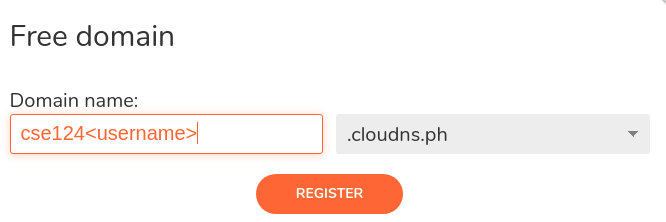 Free domain
Domain name:
cse124<username>
.cloudns.ph
REGISTER